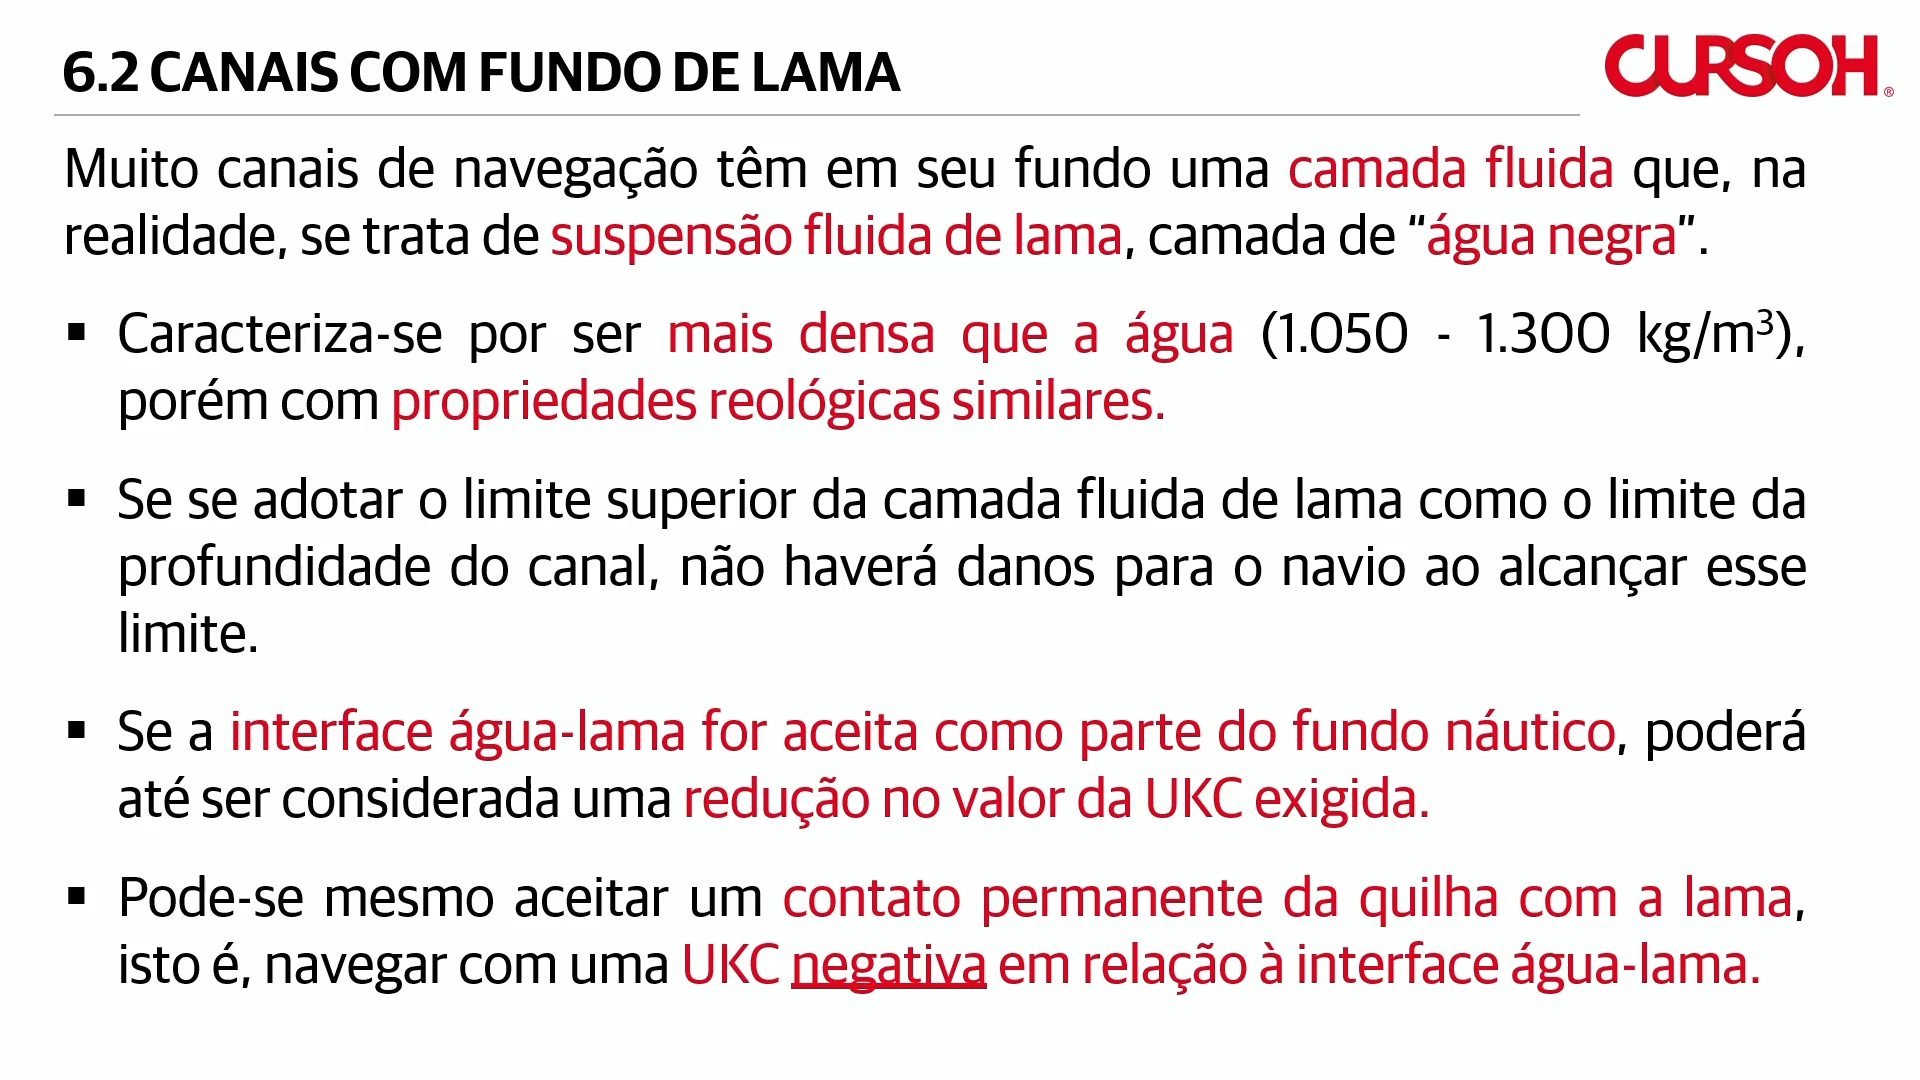 6.2 CANAIS COM FUNDO DE LAMA
CURSOH®
Muito canais de navegação têm em seu fundo uma camada fluida que, na
realidade, se trata de suspensão fluida de lama, camada de “água negra”.
▪ Caracteriza-se por ser mais densa que a água (1.050 - 1.300 kg/m³),
porém com propriedades reológicas similares.
▪ Se se adotar o limite superior da camada fluida de lama como o limite da
profundidade do canal, não haverá danos para o navio ao alcançar esse
limite.
▪ Se a interface água-lama for aceita como parte do fundo náutico, poderá
até ser considerada uma redução no valor da UKC exigida.
▪ Pode-se mesmo aceitar um contato permanente da quilha com a lama,
isto é, navegar com uma UKC negativa em relação à interface água-lama.